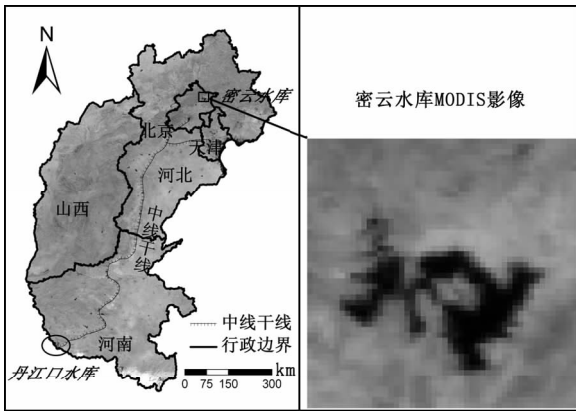 N
密云水库
北京
天津
河北
山西
中线
干线
中线干线
行政边界
河南
丹江口水库
km
0 75 150 300
密云水库MODIS影像